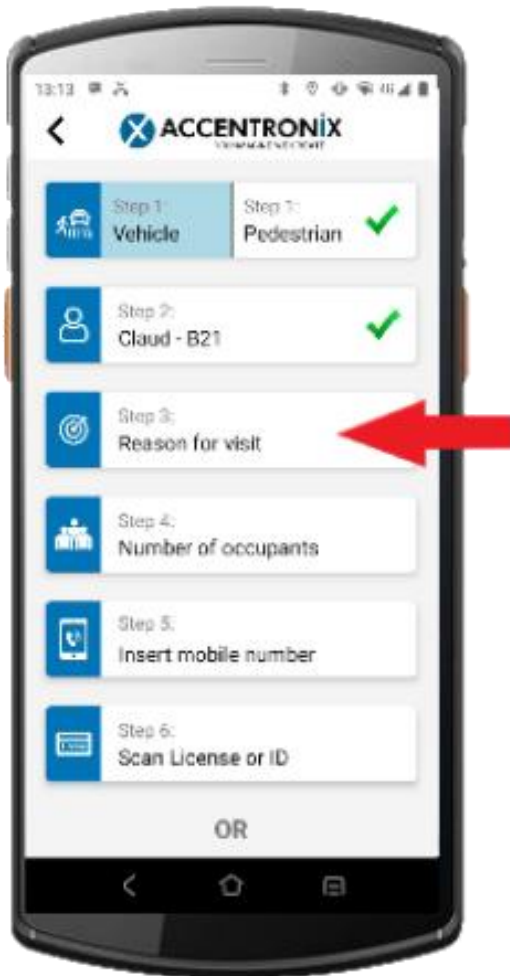 13:13
4G
ACCENTRONIX
Step 1:
Vehicle
Step 1:
Pedestrian
Step 2:
Claud - B21
Step 3:
Reason for visit
Step 4:
Number of occupants
Step 5:
Insert mobile number
Step 6:
Scan License or ID
OR